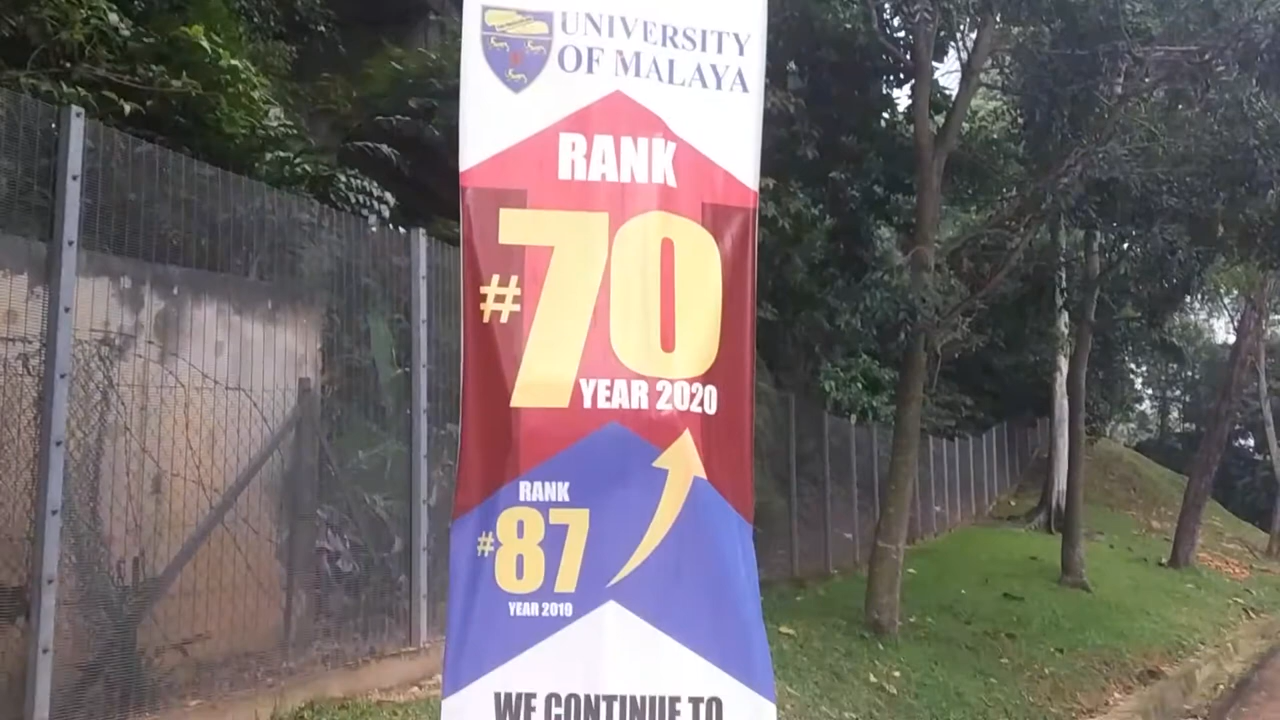 UNIVERSITY
OF MALAYA
RANK
#70
YEAR 2020
RANK
#87
YEAR 2019
WE CONTINUE TO